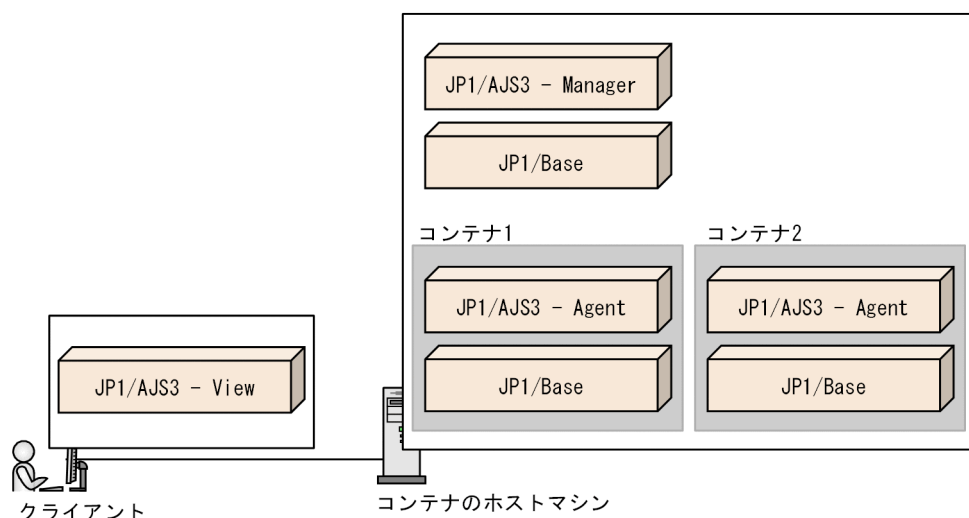 JP1/AJS3 − Manager
JP1/Base
コンテナ1
コンテナ2
JP1/AJS3 − Agent
JP1/AJS3 − Agent
JP1/Base
JP1/Base
JP1/AJS3 − View
クライアント
コンテナのホストマシン